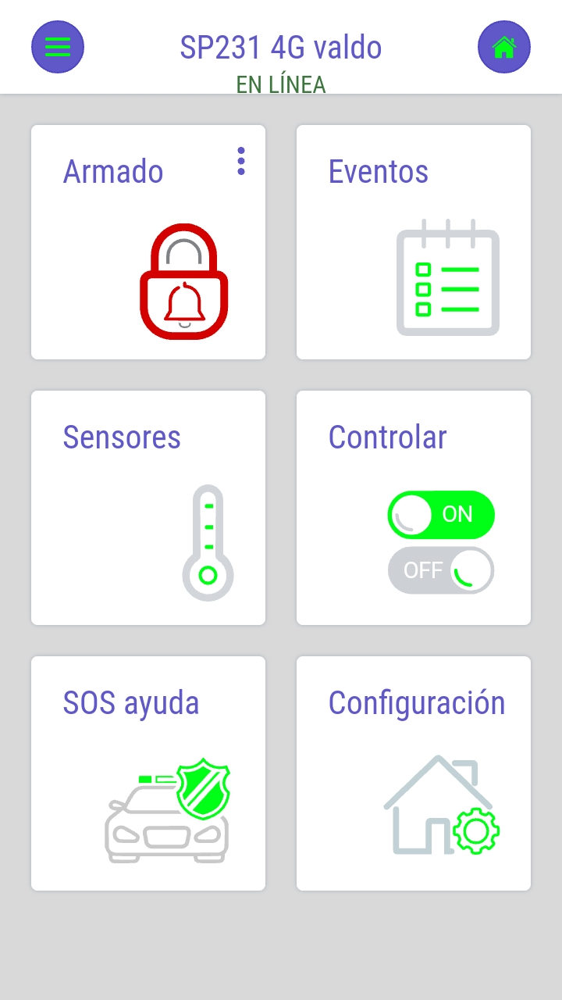 SP231 4G valdo
EN LÍNEA
Armado
Eventos
Sensores
Controlar
ON
OFF
SOS ayuda
Configuración